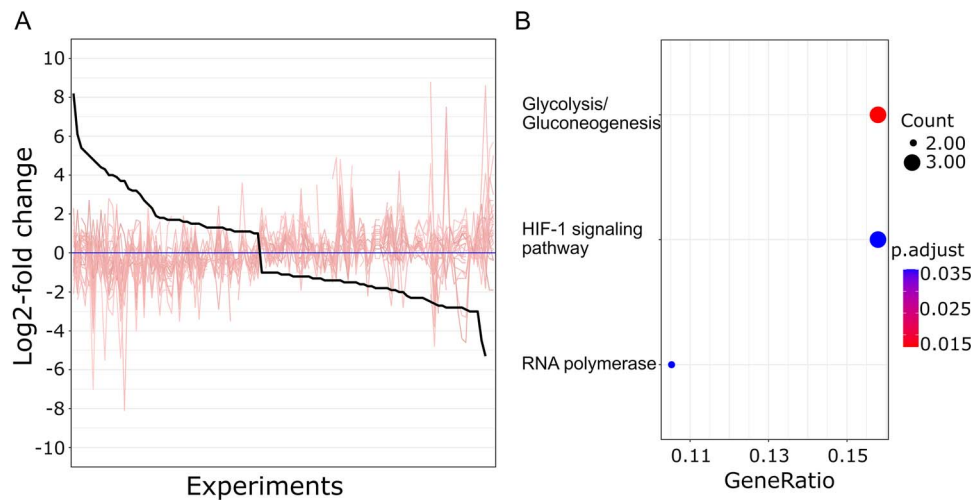 A
10
8
6
4
2
0
-2
-4
-6
-8
-10
Log2-fold change
Experiments
B
Glycolysis/
Gluconeogenesis
HIF-1 signaling
pathway
RNA polymerase
0.11 0.13 0.15
GeneRatio
Count
2.00
3.00
p.adjust
0.035
0.025
0.015